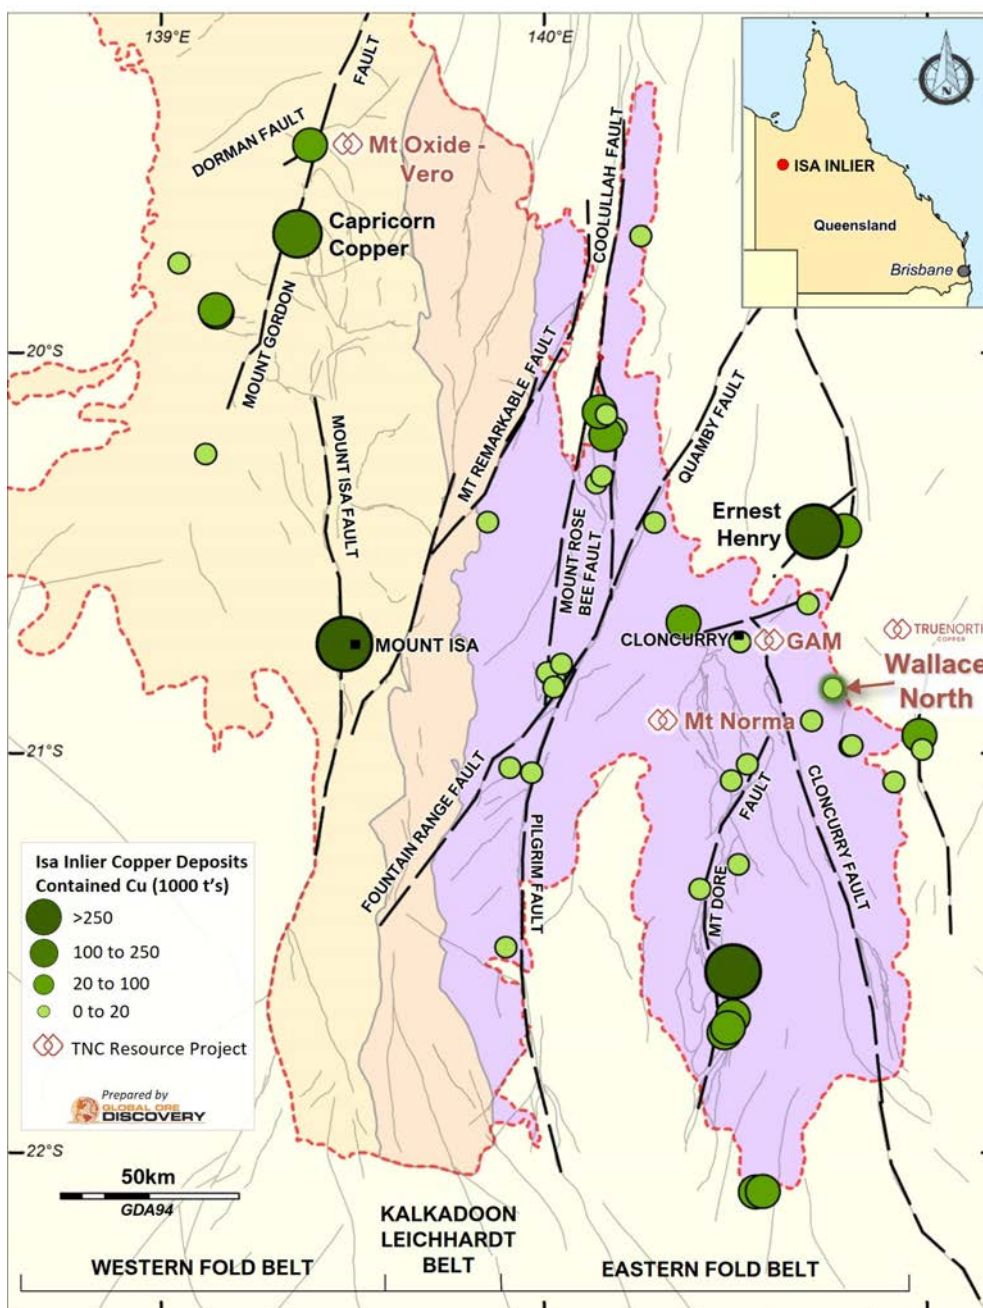 139°E
140°E
FAULT
DORMAN FAULT
Mt Oxide -
Vero
COOLULLAH FAULT
ISA INLIER
Queensland
Brisbane
N
Capricorn
Copper
MOUNT GORDON
20°S
MT REMARKABLE FAULT
QUAMBY FAULT
MOUNT ISA FAULT
Ernest
Henry
MOUNT ROSE
BEE FAULT
MOUNT ISA
CLONCURRY
GAM
TRUENORTH
COPPER
Wallace
North
Mt Norma
21°S
FOUNTAIN RANGE FAULT
PILGRIM FAULT
FAULT
MT DORE
CLONCURRY FAULT
Isa Inlier Copper Deposits
Contained Cu (1000 t's)
>250
100 to 250
20 to 100
0 to 20
TNC Resource Project
Prepared by
GLOBAL ORE
DISCOVERY
22°S
50km
GDA94
WESTERN FOLD BELT
KALKADOON
LEICHHARDT
BELT
EASTERN FOLD BELT